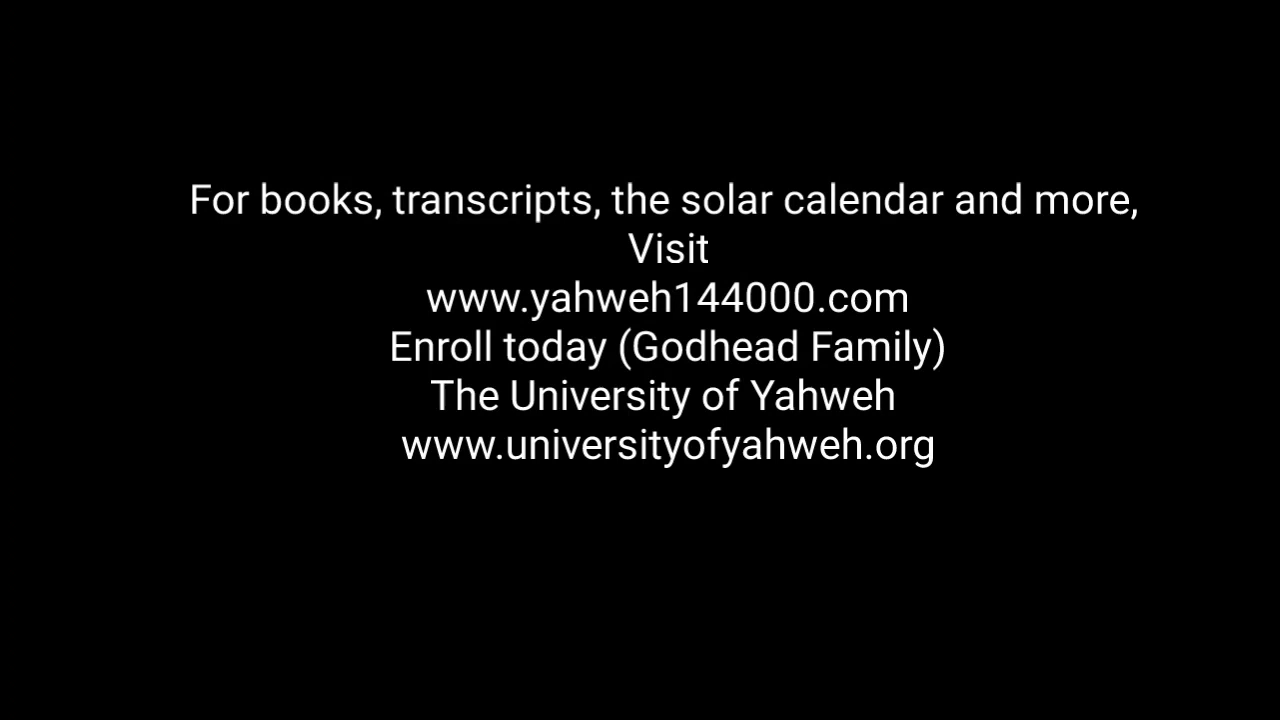 For books, transcripts, the solar calendar and more,
Visit
www.yahweh144000.com
Enroll today (Godhead Family)
The University of Yahweh
www.universityofyahweh.org